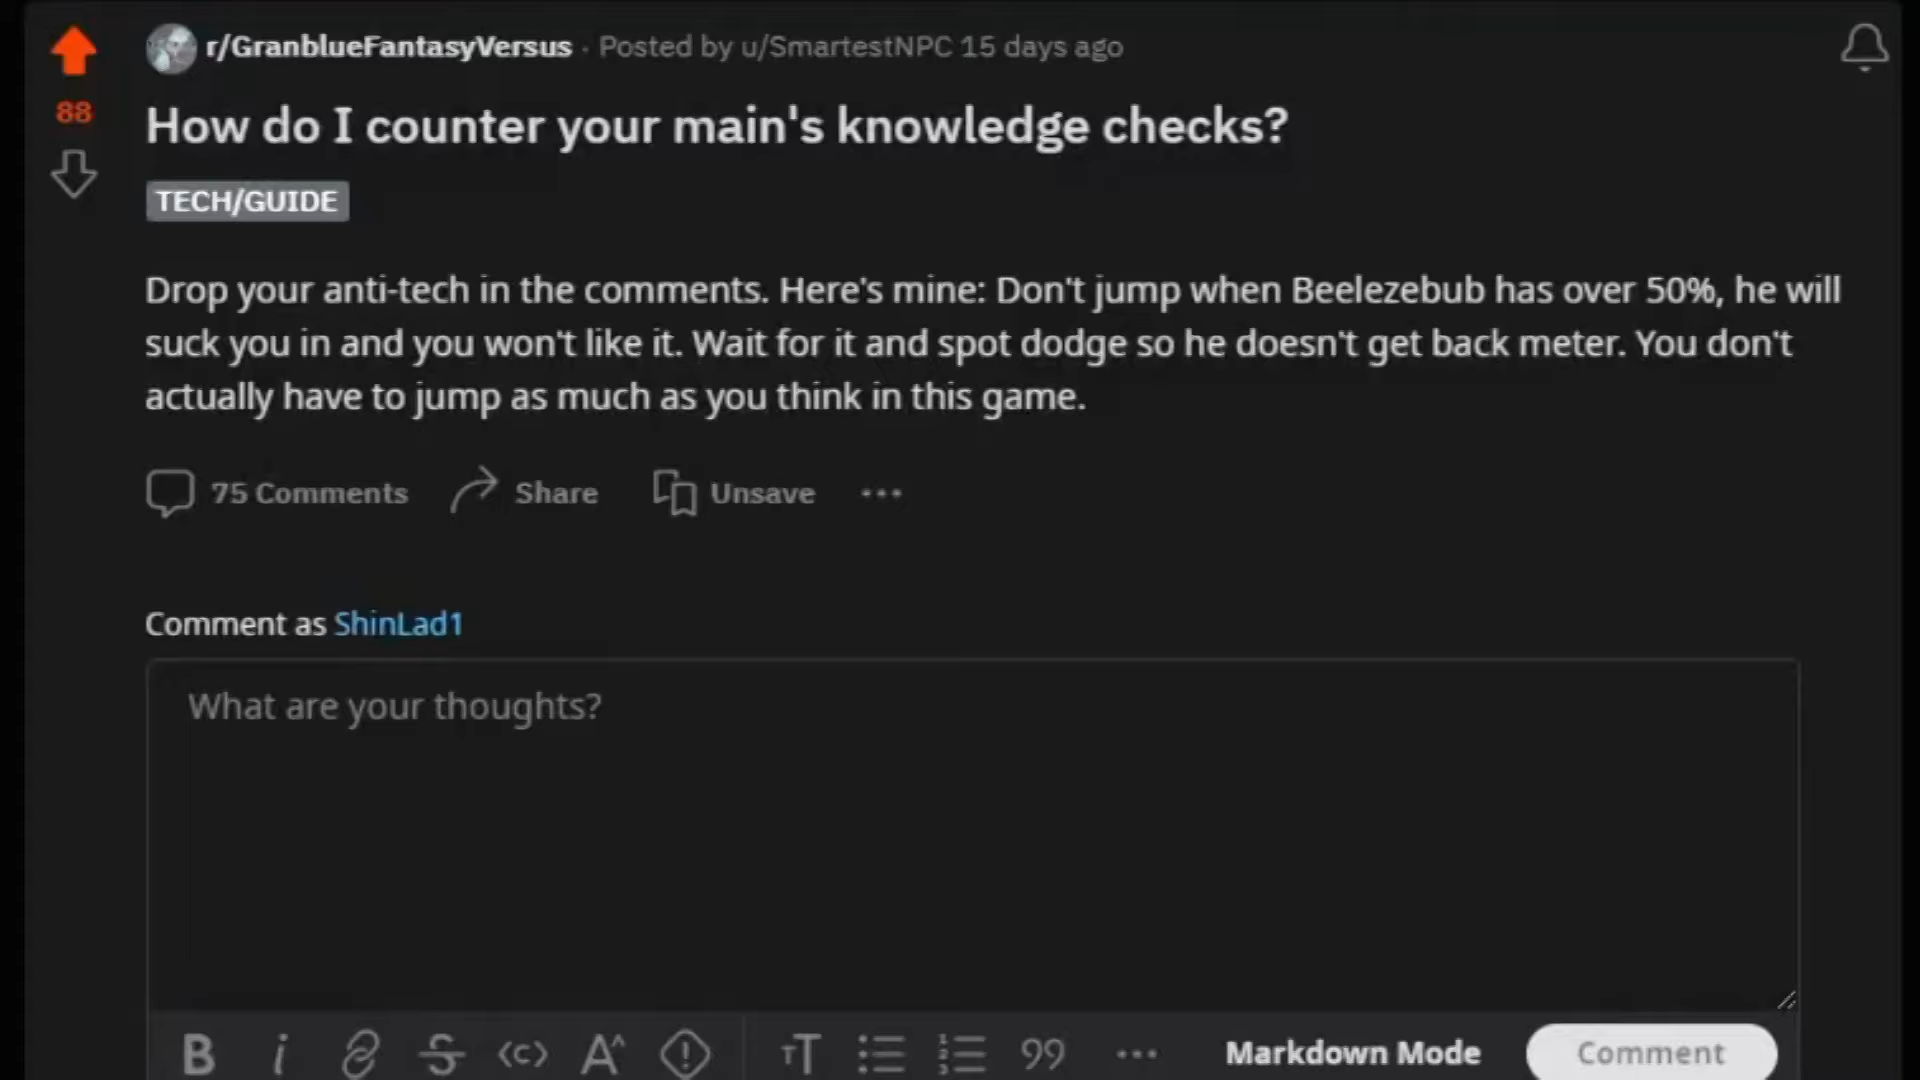 r/GranblueFantasyVersus · Posted by u/SmartestNPC 15 days ago
88
How do I counter your main's knowledge checks?
TECH/GUIDE
Drop your anti-tech in the comments. Here's mine: Don't jump when Beelezebub has over 50%, he will
suck you in and you won't like it. Wait for it and spot dodge so he doesn't get back meter. You don't
actually have to jump as much as you think in this game.
75 Comments Share Unsave ···
Comment as ShinLad1
What are your thoughts?
Markdown Mode Comment